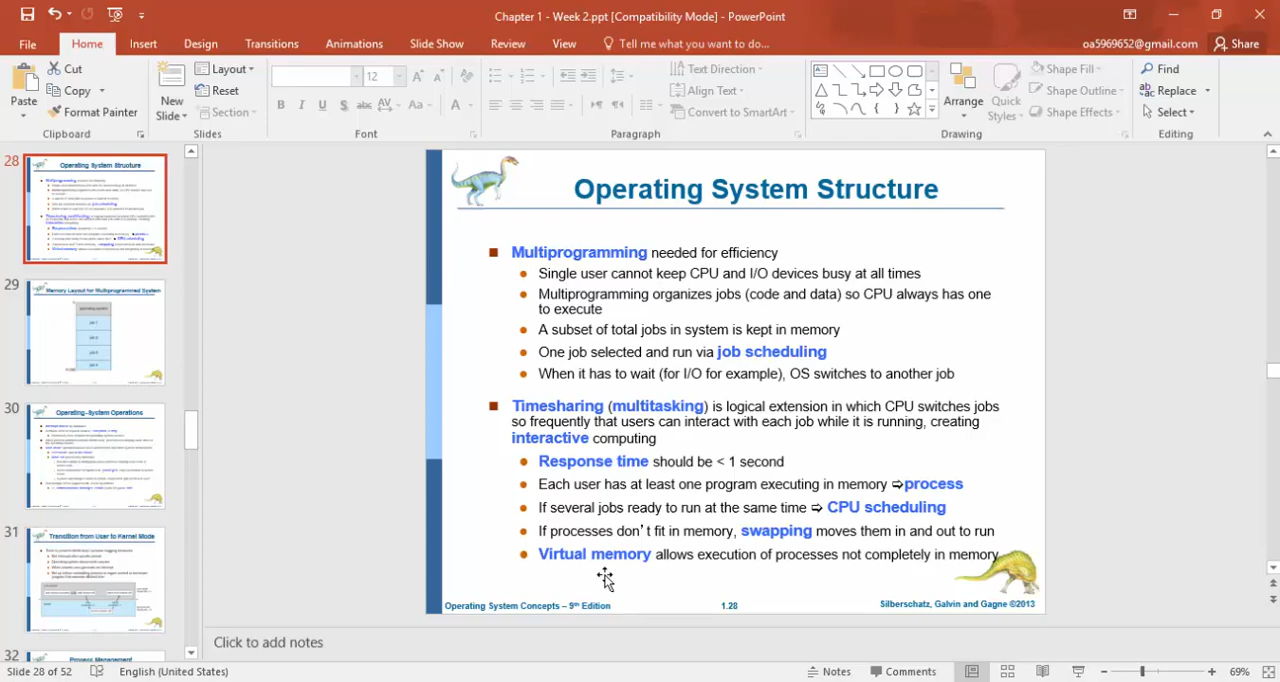 Chapter 1 - Week 2.ppt [Compatibility Mode] - PowerPoint
File Home Insert Design Transitions Animations Slide Show Review View Tell me what you want to do... oa5969652@gmail.com Share
Paste
Cut
Copy
Format Painter
Clipboard
New Slide
Layout
Reset
Section
Slides
12
B I U S abc AV Aa A
Font
Text Direction
Align Text
Convert to SmartArt
Paragraph
Arrange
Quick Styles
Shape Fill
Shape Outline
Shape Effects
Drawing
Find
Replace
Select
Editing
28
Operating System Structure
29
Memory Layout for Multiprogrammed System
30
Operating-System Operations
31
Transition from User to Kernel Mode
32
Process Management
Operating System Structure
Multiprogramming needed for efficiency
Single user cannot keep CPU and I/O devices busy at all times
Multiprogramming organizes jobs (code and data) so CPU always has one
to execute
A subset of total jobs in system is kept in memory
One job selected and run via job scheduling
When it has to wait (for I/O for example), OS switches to another job
Timesharing (multitasking) is logical extension in which CPU switches jobs
so frequently that users can interact with each job while it is running, creating
interactive computing
Response time should be < 1 second
Each user has at least one program executing in memory ⇨process
If several jobs ready to run at the same time ⇨ CPU scheduling
If processes don’t fit in memory, swapping moves them in and out to run
Virtual memory allows execution of processes not completely in memory
Operating System Concepts – 9th Edition 1.28 Silberschatz, Galvin and Gagne ©2013
Click to add notes
Slide 28 of 52 English (United States) Notes Comments 69%